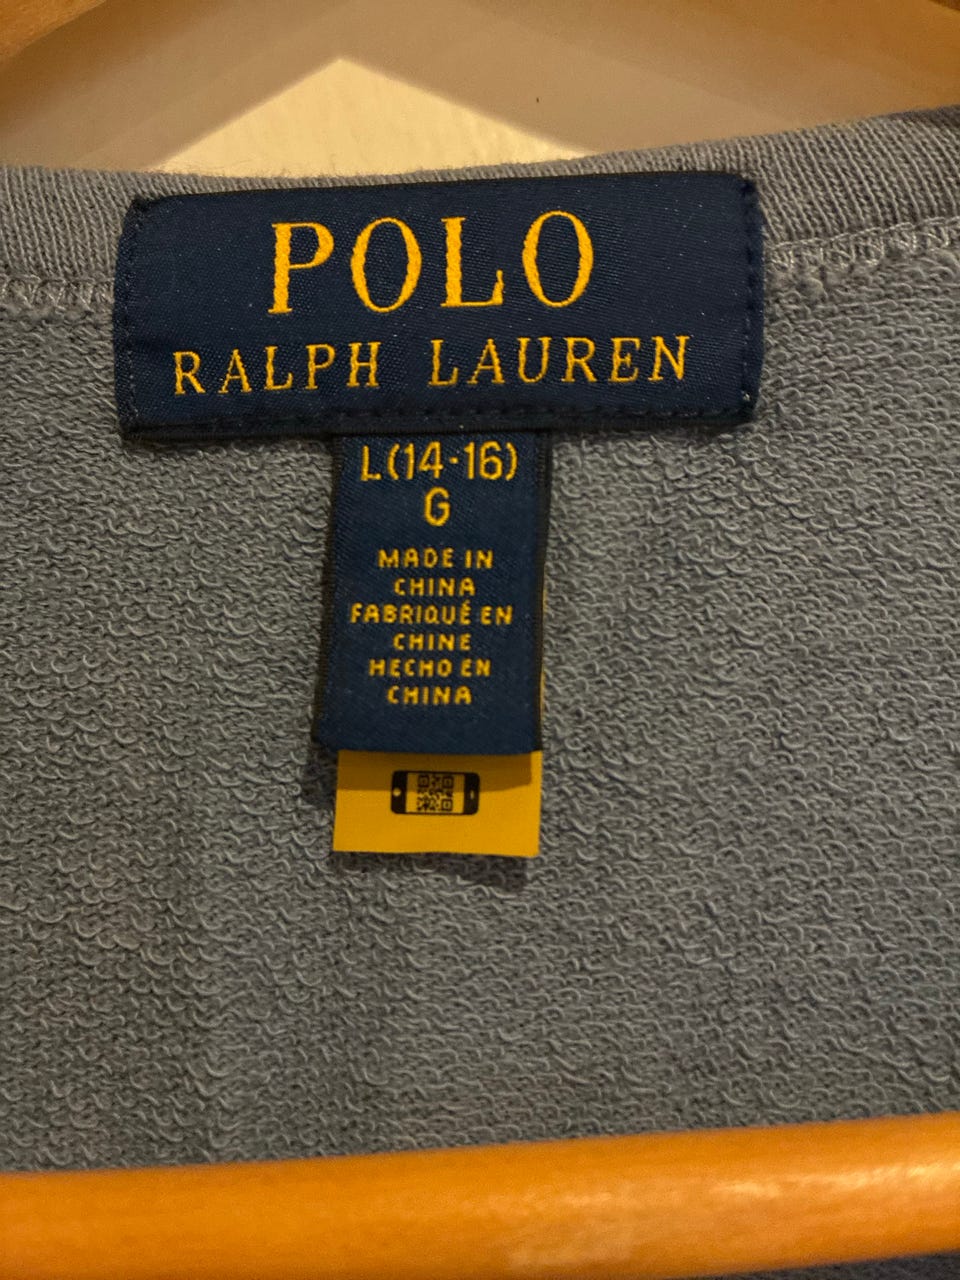 POLO
RALPH LAUREN
L(14-16)
G
MADE IN
CHINA
FABRIQUÉ EN
CHINE
HECHO EN
CHINA